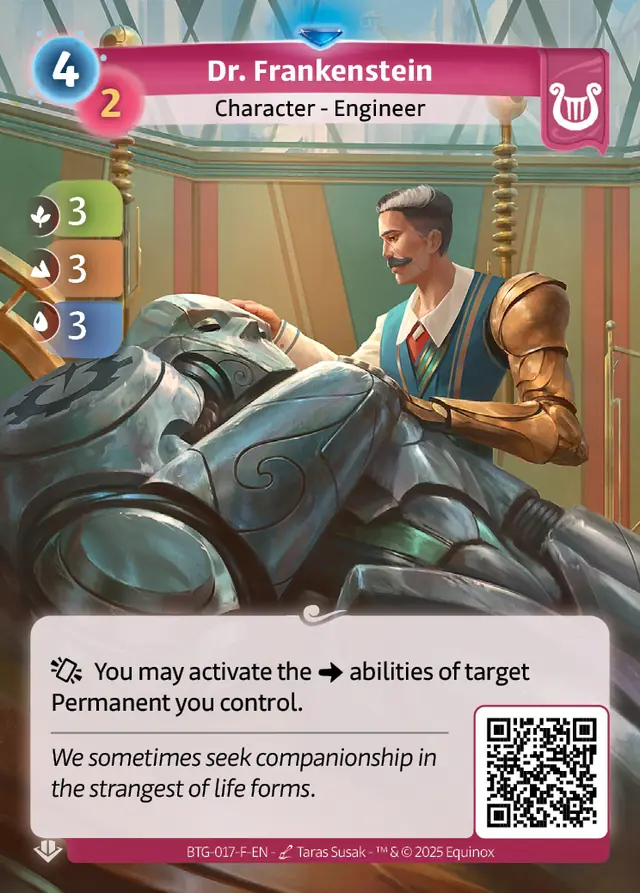 4
Dr. Frankenstein
2
Character - Engineer
3
3
3
You may activate the ➔ abilities of target
Permanent you control.
We sometimes seek companionship in
the strangest of life forms.
BTG-017-F-EN - Taras Susak - ™ & © 2025 Equinox